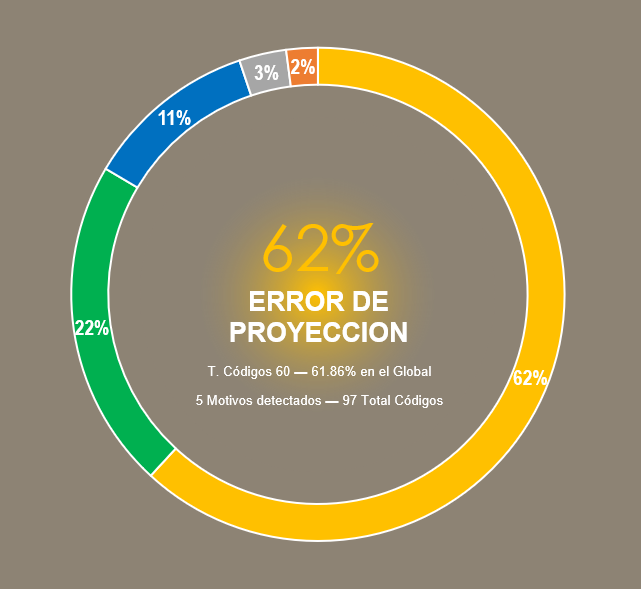 2%
3%
11%
62%
ERROR DE
PROYECCION
22%
T. Códigos 60 — 61.86% en el Global
62%
5 Motivos detectados — 97 Total Códigos